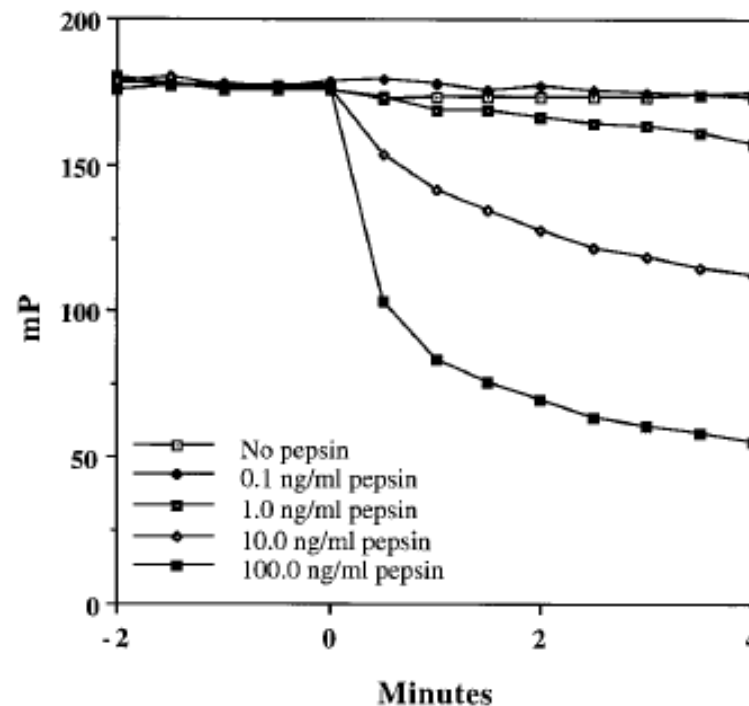 200
150
100
50
0
mP
No pepsin
0.1 ng/ml pepsin
1.0 ng/ml pepsin
10.0 ng/ml pepsin
100.0 ng/ml pepsin
-2 0 2 4
Minutes